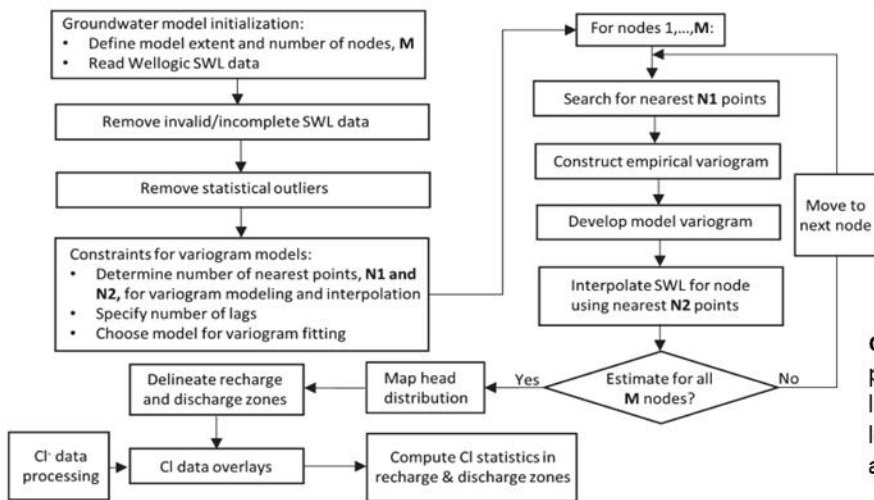 Groundwater model initialization:
• Define model extent and number of nodes, M
• Read Wellogic SWL data
Remove invalid/incomplete SWL data
Remove statistical outliers
Constraints for variogram models:
• Determine number of nearest points, N1 and
N2, for variogram modeling and interpolation
• Specify number of lags
• Choose model for variogram fitting
For nodes 1,...,M:
Search for nearest N1 points
Construct empirical variogram
Develop model variogram
Interpolate SWL for node
using nearest N2 points
Move to
next node
Estimate for all
M nodes?
No
Yes
Map head
distribution
Delineate recharge
and discharge zones
Cl⁻ data
processing
Cl data overlays
Compute Cl statistics in
recharge & discharge zones